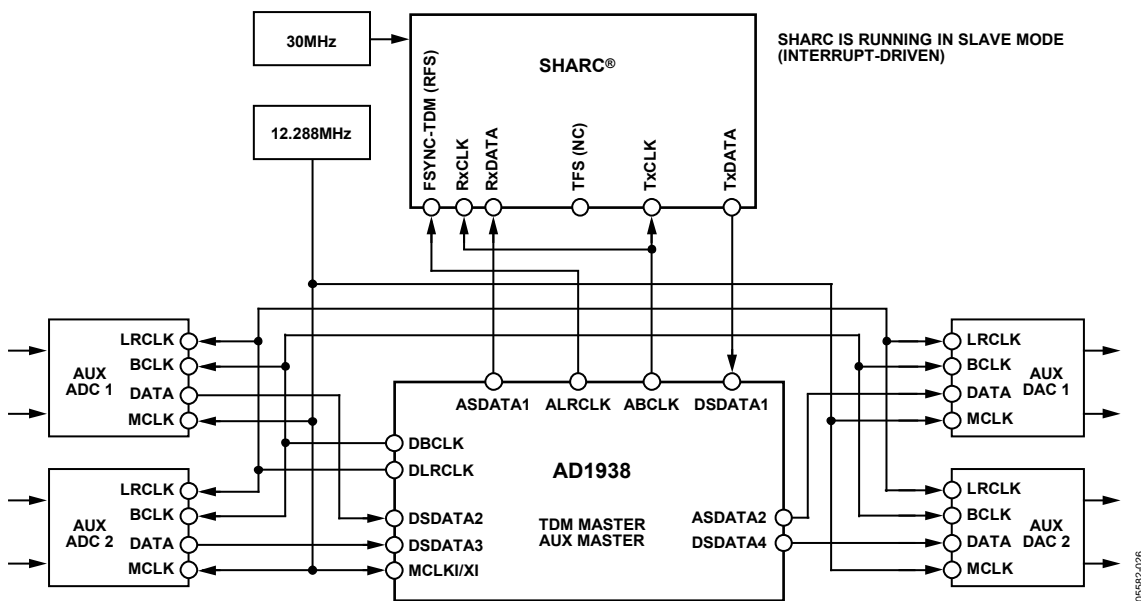 30MHz
12.288MHz
SHARC®
SHARC IS RUNNING IN SLAVE MODE
(INTERRUPT-DRIVEN)
FSYNC-TDM (RFS)
RxCLK
RxDATA
TFS (NC)
TxCLK
TxDATA
AUX
ADC 1
LRCLK
BCLK
DATA
MCLK
AUX
ADC 2
LRCLK
BCLK
DATA
MCLK
ASDATA1
ALRCLK
ABCLK
DSDATA1
DBCLK
DLRCLK
DSDATA2
DSDATA3
MCLKI/XI
AD1938
TDM MASTER
AUX MASTER
ASDATA2
DSDATA4
LRCLK
BCLK
DATA
MCLK
AUX
DAC 1
LRCLK
BCLK
DATA
MCLK
AUX
DAC 2
05582-026